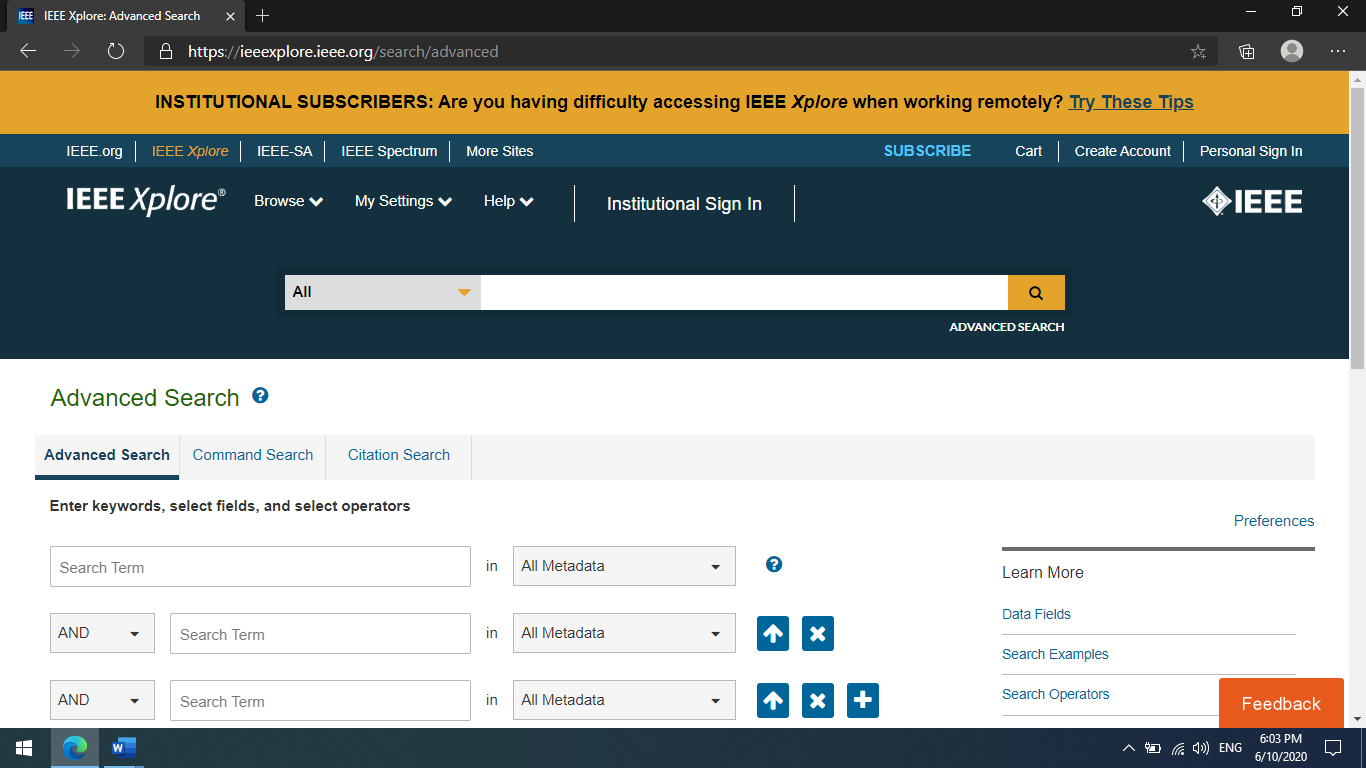 IEEE Xplore: Advanced Search
https://ieeexplore.ieee.org/search/advanced
INSTITUTIONAL SUBSCRIBERS: Are you having difficulty accessing IEEE Xplore when working remotely? Try These Tips
IEEE.org IEEE Xplore IEEE-SA IEEE Spectrum More Sites SUBSCRIBE Cart Create Account Personal Sign In
IEEE Xplore® Browse My Settings Help Institutional Sign In IEEE
All
ADVANCED SEARCH
Advanced Search ?
Advanced Search Command Search Citation Search
Enter keywords, select fields, and select operators
Preferences
Search Term in All Metadata ?
Learn More
Data Fields
AND Search Term in All Metadata
Search Examples
AND Search Term in All Metadata
Search Operators
Feedback
ENG 6:03 PM
6/10/2020